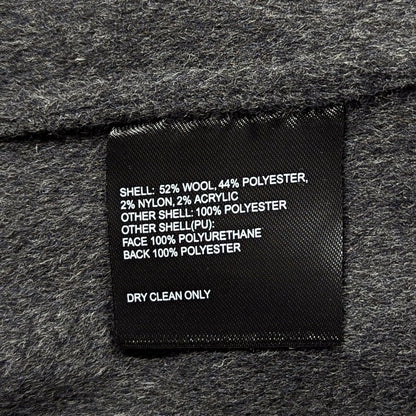 SHELL: 52% WOOL, 44% POLYESTER,
2% NYLON, 2% ACRYLIC
OTHER SHELL: 100% POLYESTER
OTHER SHELL(PU):
FACE 100% POLYURETHANE
BACK 100% POLYESTER
DRY CLEAN ONLY